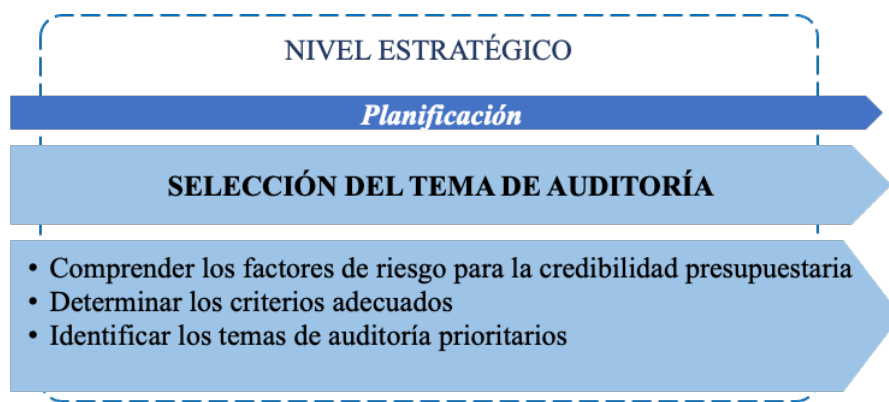 NIVEL ESTRATÉGICO
Planificación
SELECCIÓN DEL TEMA DE AUDITORÍA
• Comprender los factores de riesgo para la credibilidad presupuestaria
• Determinar los criterios adecuados
• Identificar los temas de auditoría prioritarios